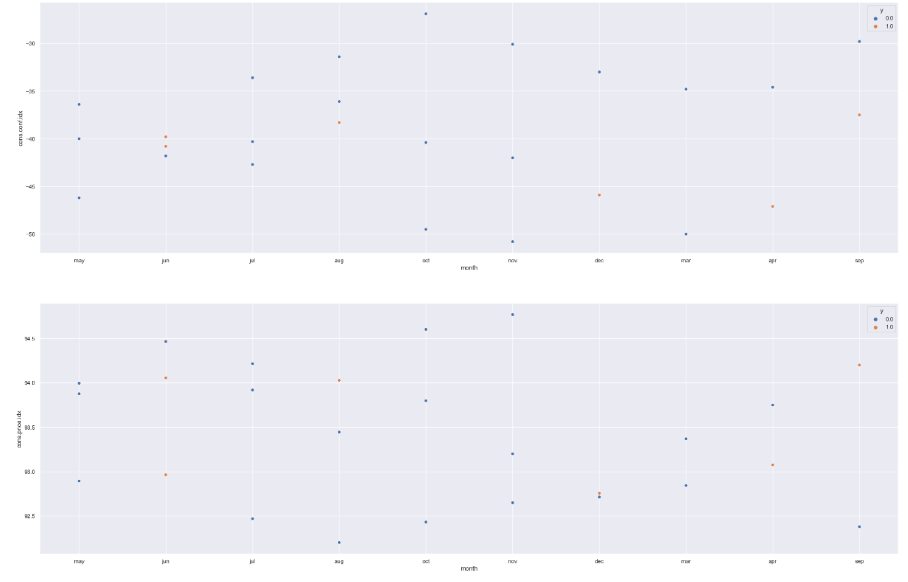 y
0.0
1.0
-30
-35
-40
-45
-50
cons.conf.idx
may jun jul aug oct nov dec mar apr sep
month
y
0.0
1.0
94.5
94.0
93.5
93.0
92.5
cons.price.idx
may jun jul aug oct nov dec mar apr sep
month